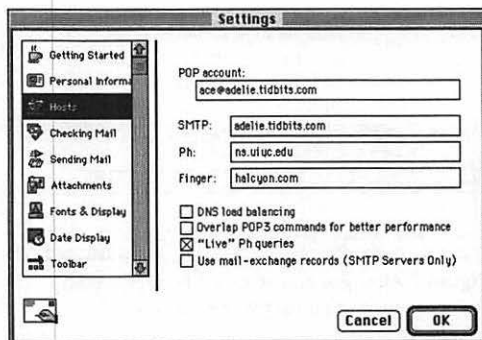 Settings
Getting Started
Personal Informa
Hosts
Checking Mail
Sending Mail
Attachments
Fonts & Display
Date Display
Toolbar
POP account:
ace@adelie.tidbits.com
SMTP: adelie.tidbits.com
Ph: ns.uiuc.edu
Finger: halcyon.com
DNS load balancing
Overlap POP3 commands for better performance
"Live" Ph queries
Use mail-exchange records (SMTP Servers Only)
Cancel OK